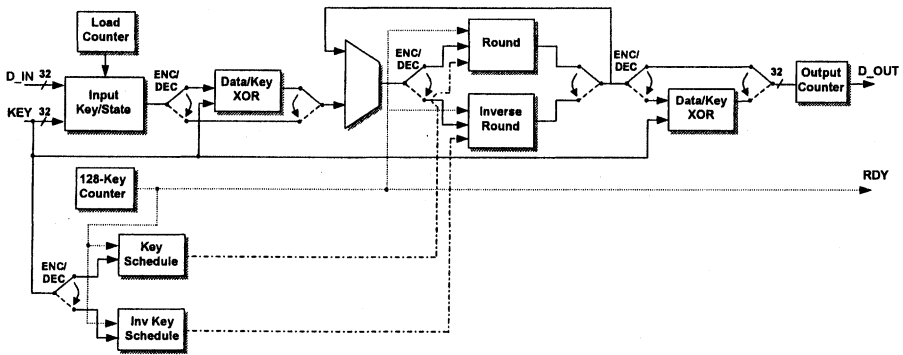 Load
Counter
D_IN
32
KEY
32
Input
Key/State
ENC/
DEC
Data/Key
XOR
ENC/
DEC
Round
Inverse
Round
ENC/
DEC
Data/Key
XOR
32
Output
Counter
D_OUT
128-Key
Counter
RDY
ENC/
DEC
Key
Schedule
Inv Key
Schedule